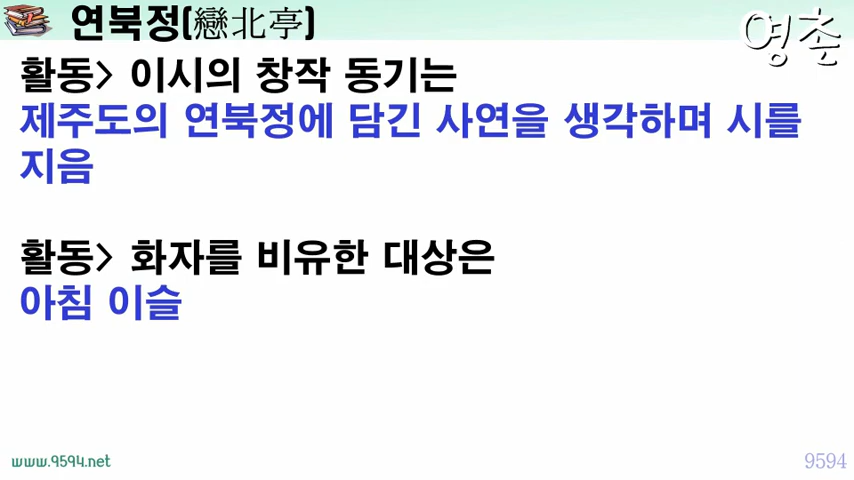 연북정(戀北亭)
영촌
활동> 이시의 창작 동기는
제주도의 연북정에 담긴 사연을 생각하며 시를
지음
활동> 화자를 비유한 대상은
아침 이슬
www.9594.net
9594